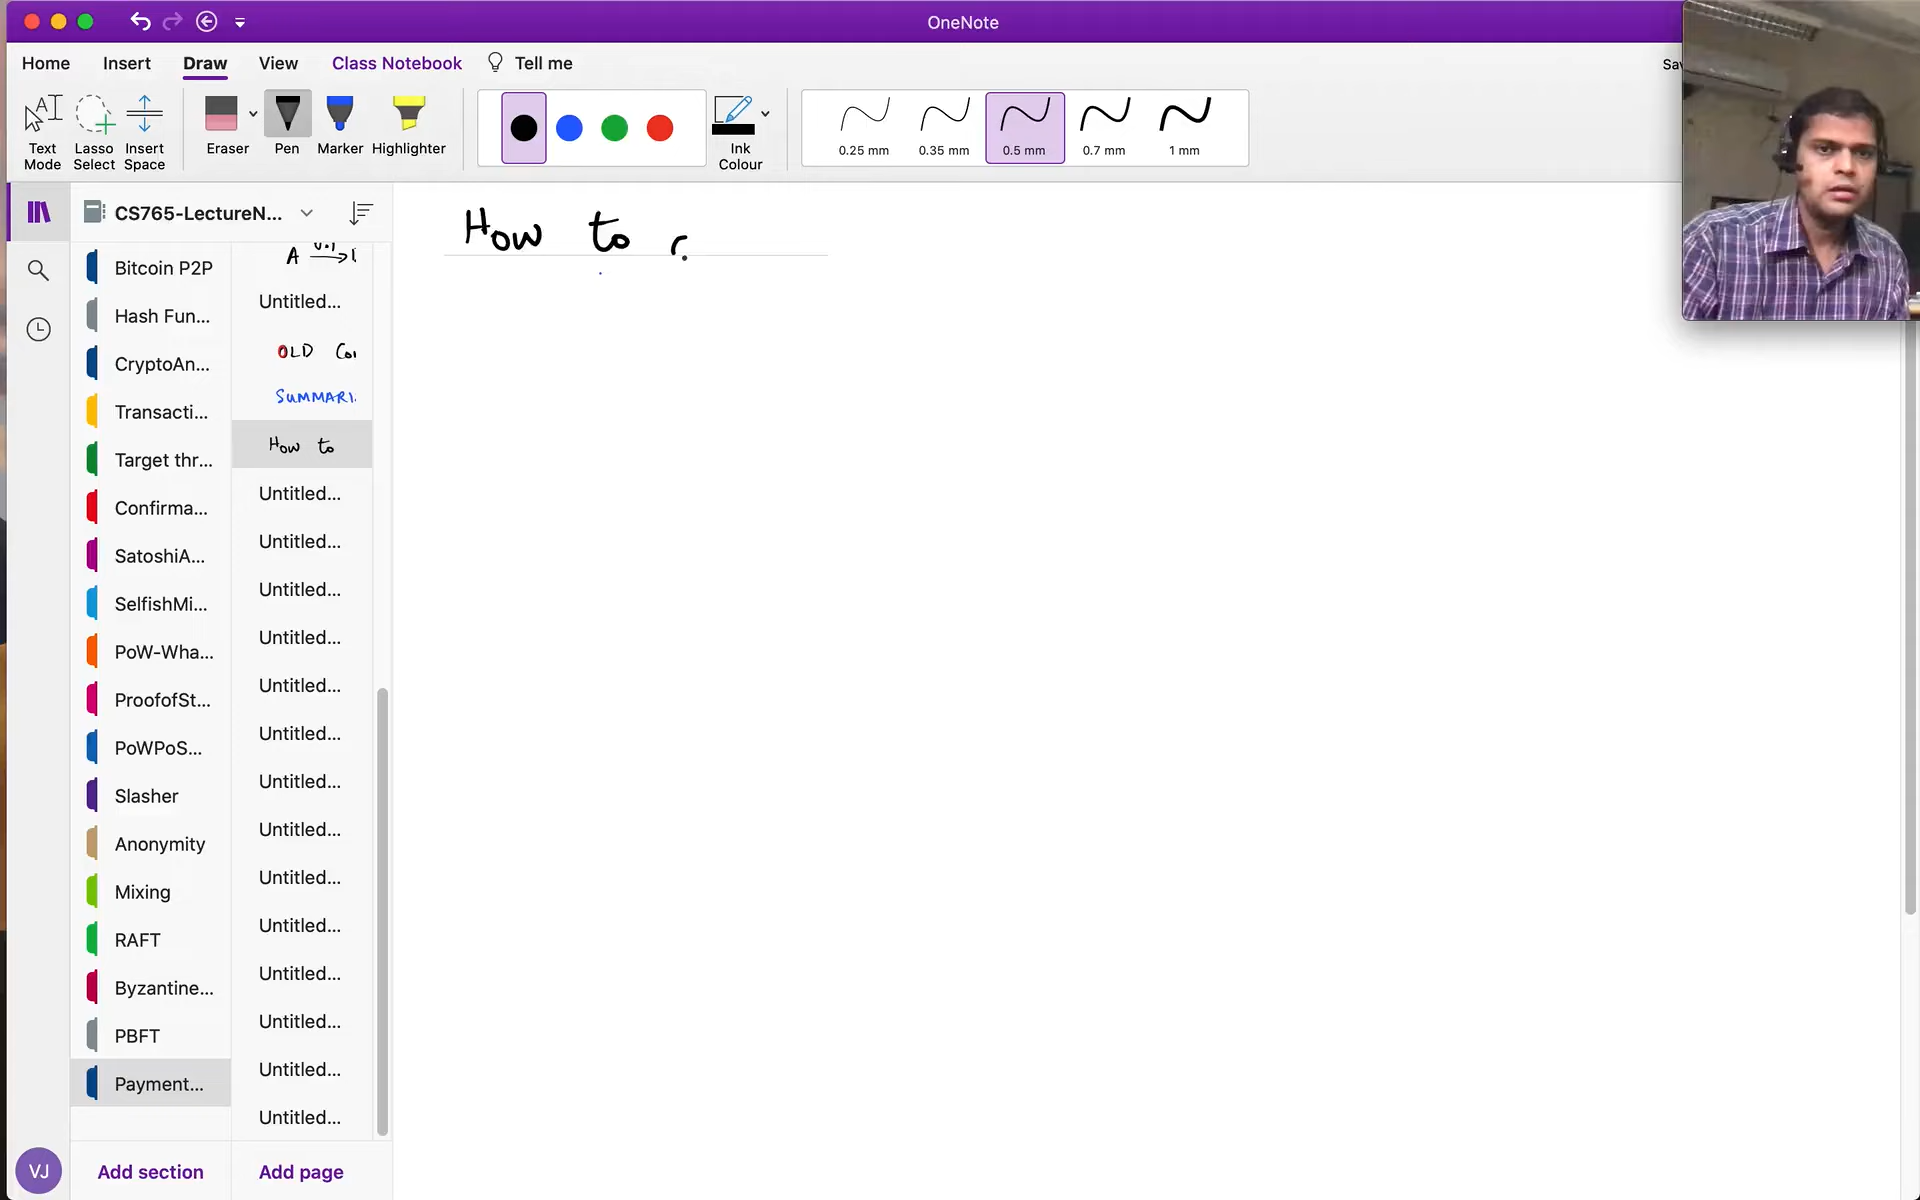 OneNote
Home Insert Draw View Class Notebook Tell me
Text Mode
Lasso Select
Insert Space
Eraser
Pen
Marker
Highlighter
Ink Colour
0.25 mm
0.35 mm
0.5 mm
0.7 mm
1 mm
CS765-LectureN...
Bitcoin P2P
Hash Fun...
CryptoAn...
Transacti...
Target thr...
Confirma...
SatoshiA...
SelfishMi...
PoW-Wha...
ProofofSt...
PoWPoS...
Slasher
Anonymity
Mixing
RAFT
Byzantine...
PBFT
Payment...
Add section
A
Untitled...
OLD
SUMMARI
How to
Untitled...
Untitled...
Untitled...
Untitled...
Untitled...
Untitled...
Untitled...
Untitled...
Untitled...
Untitled...
Untitled...
Untitled...
Untitled...
Untitled...
Add page
VJ
How to